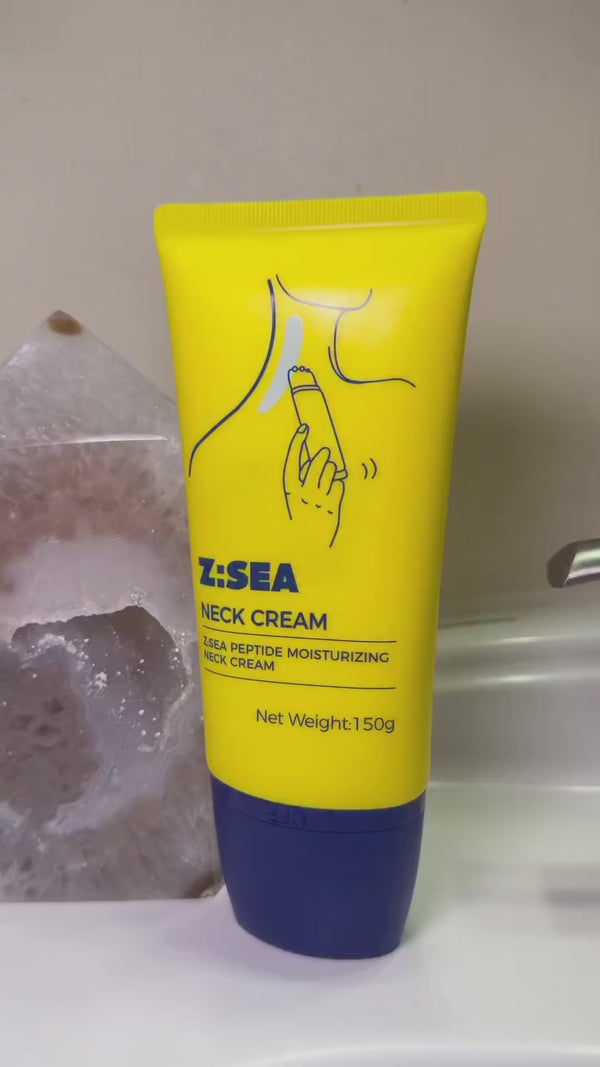 Z:SEA
NECK CREAM
Z:SEA PEPTIDE MOISTURIZING
NECK CREAM
Net Weight:150g